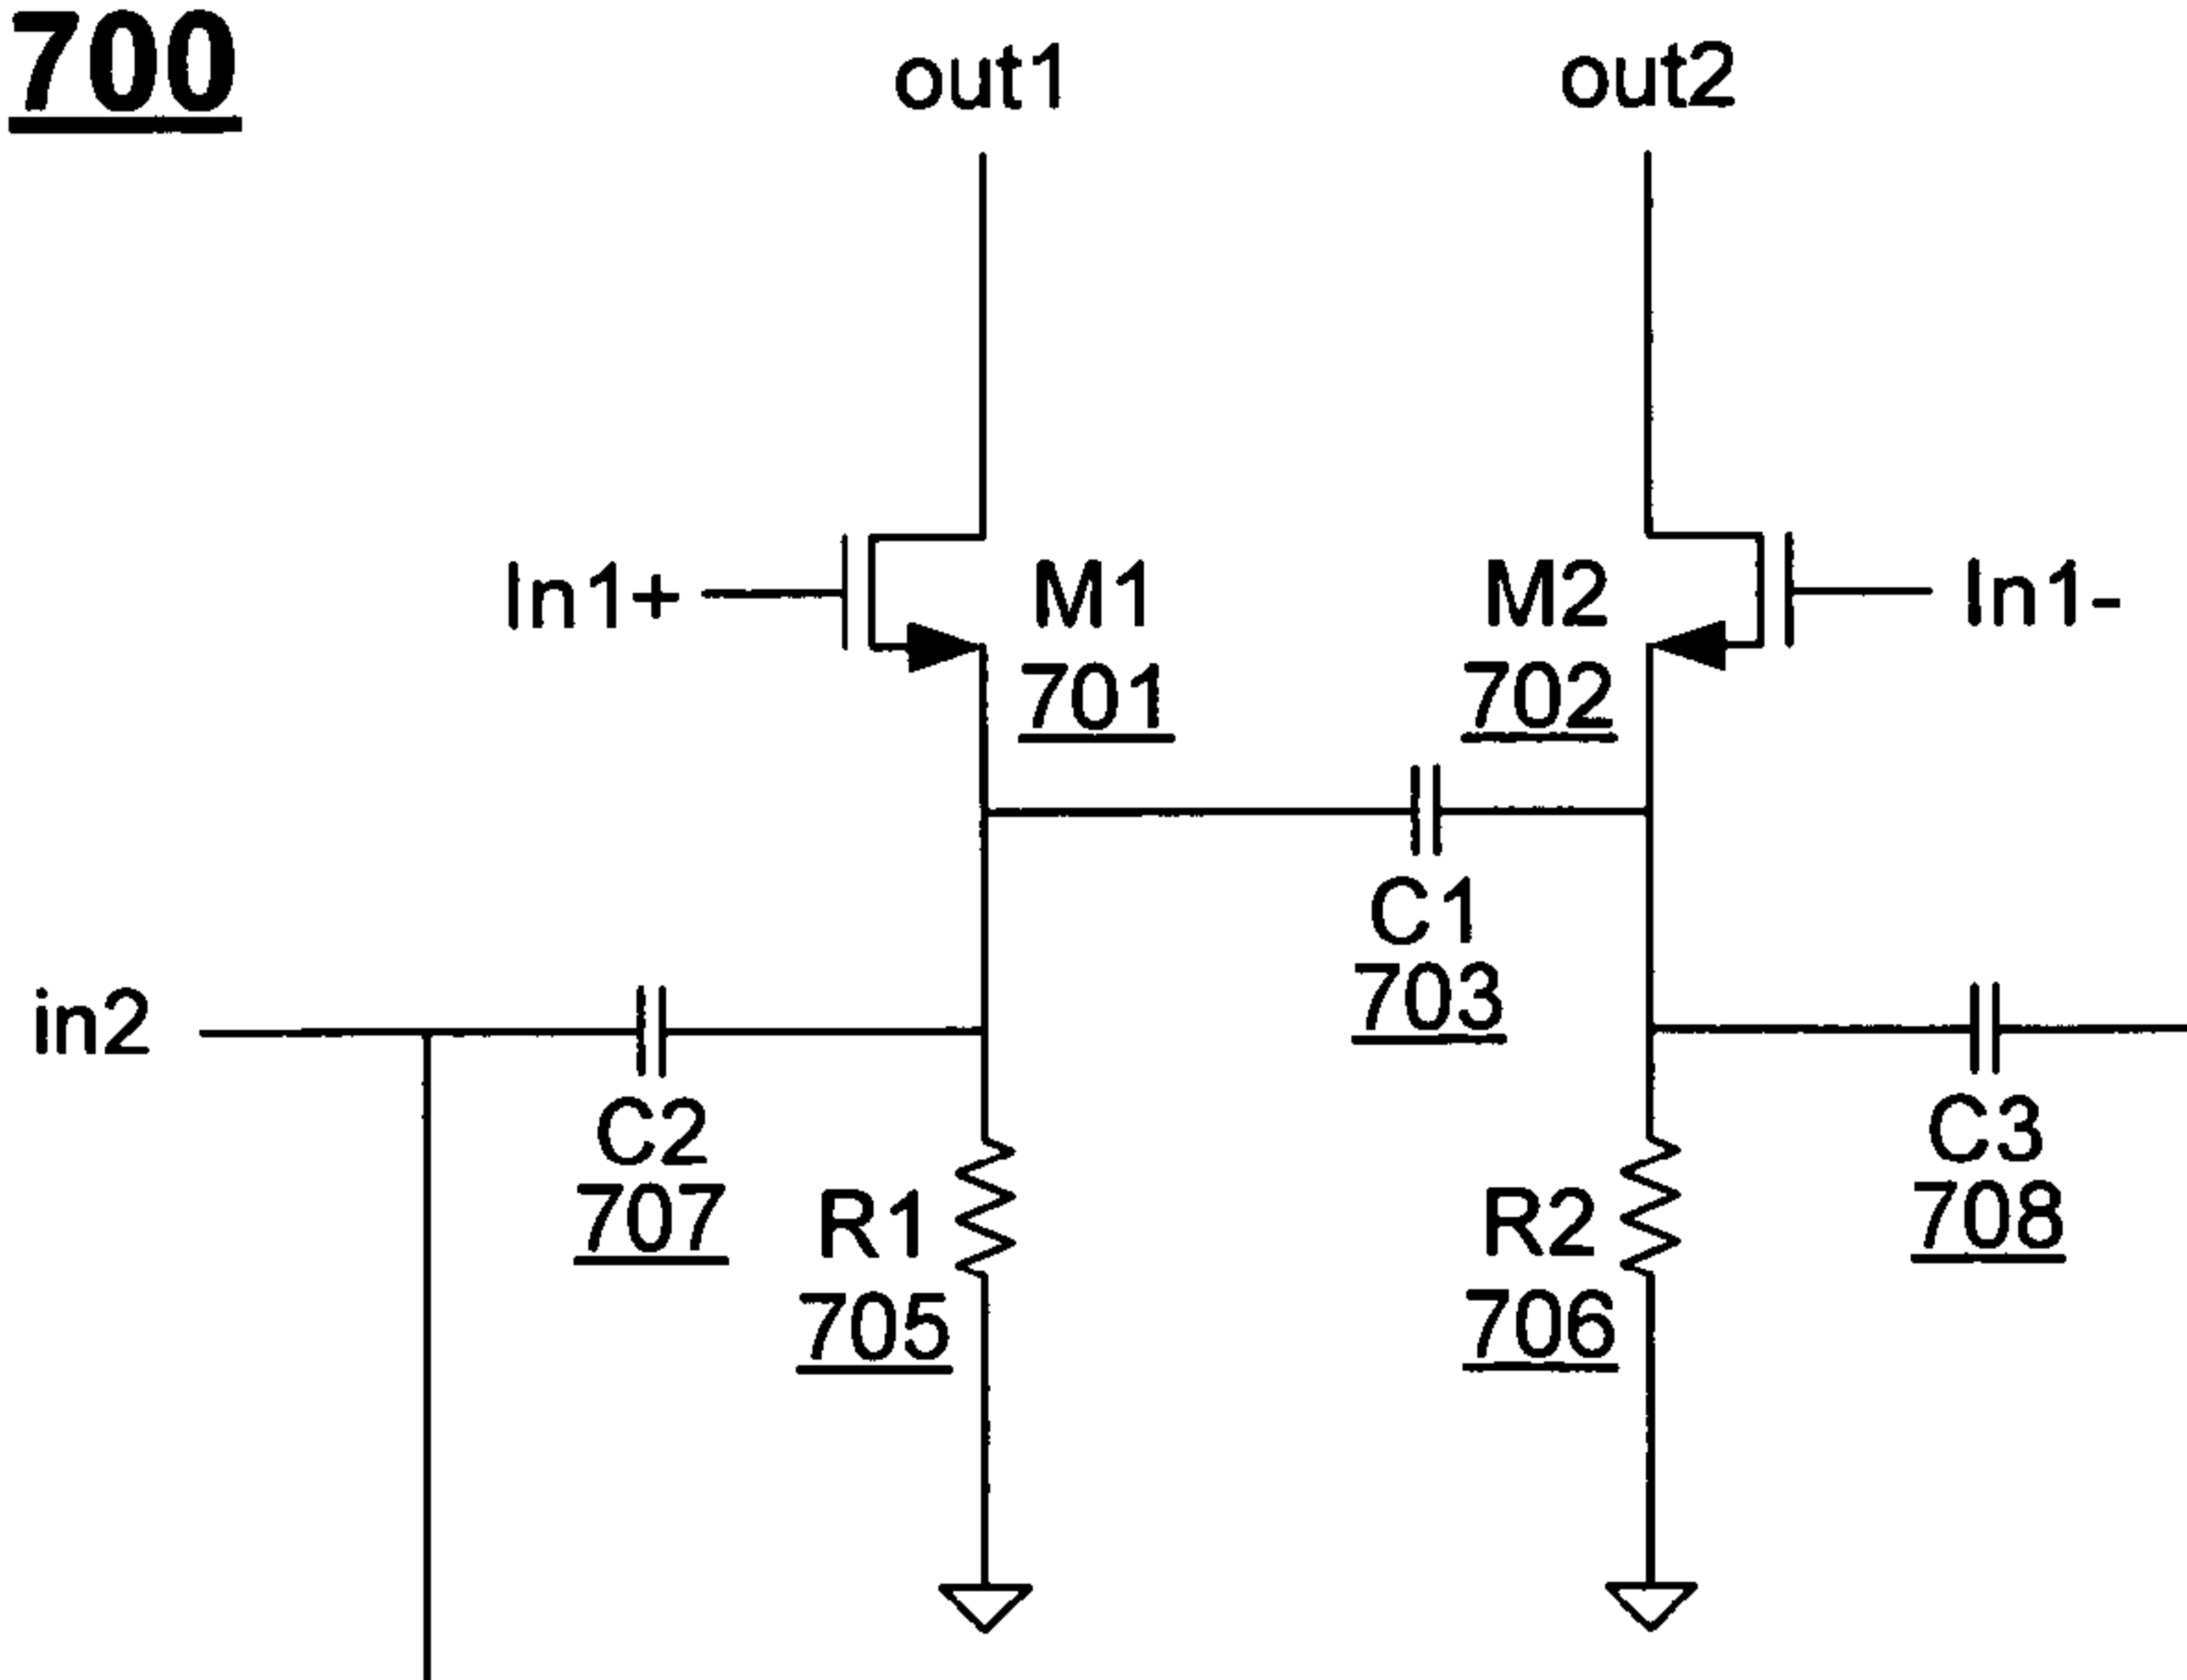 700
out1
out2
In1+
M1
701
M2
702
In1-
C1
703
in2
C2
707
R1
705
R2
706
C3
708